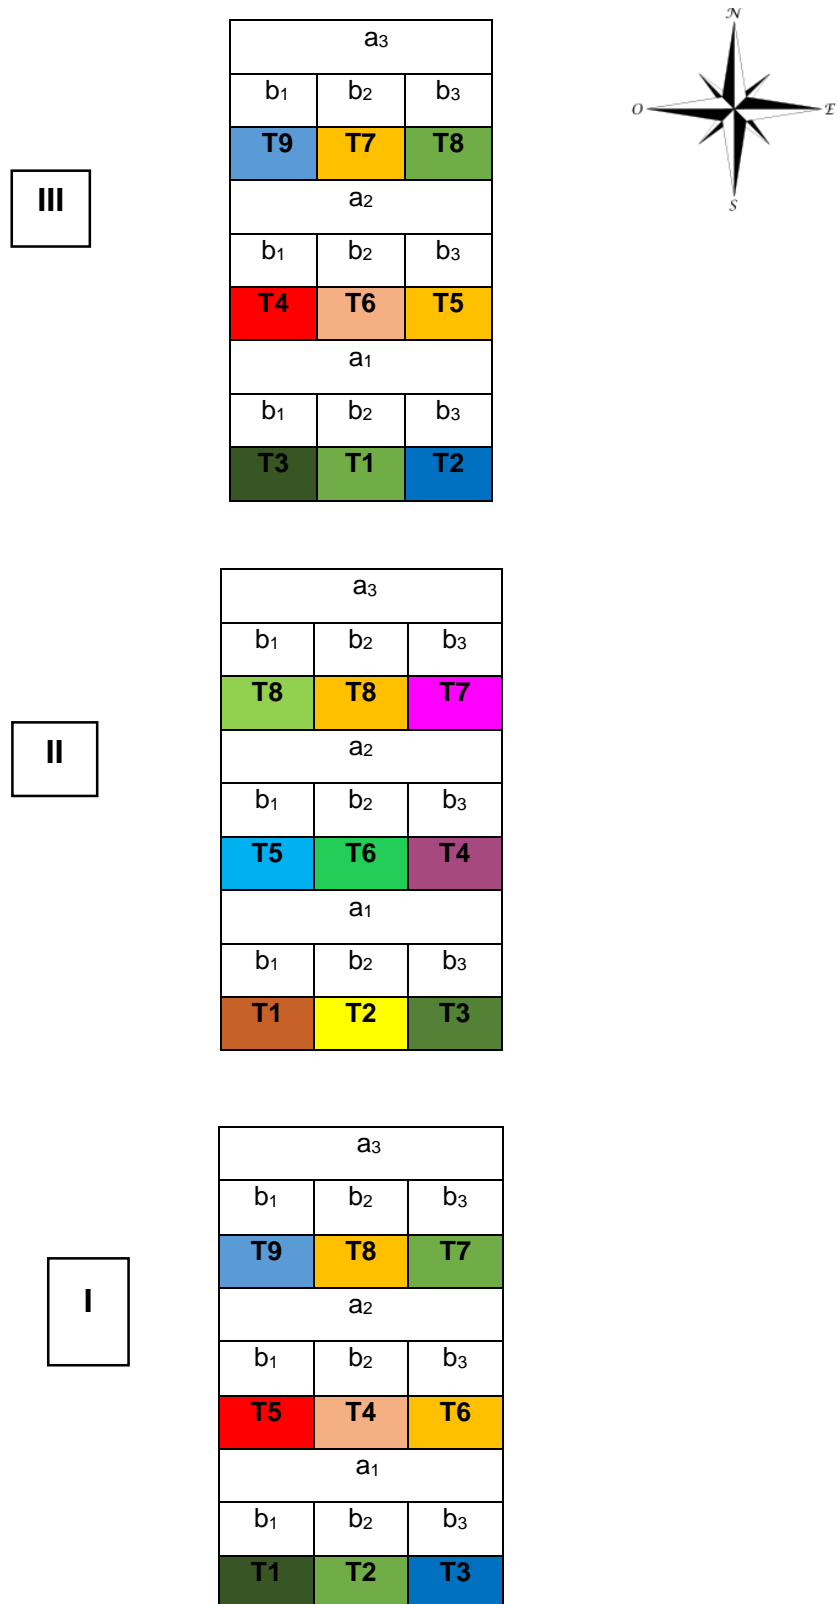 N
O E
S
III
a3
b1 b2 b3
T9 T7 T8
a2
b1 b2 b3
T4 T6 T5
a1
b1 b2 b3
T3 T1 T2
II
a3
b1 b2 b3
T8 T8 T7
a2
b1 b2 b3
T5 T6 T4
a1
b1 b2 b3
T1 T2 T3
I
a3
b1 b2 b3
T9 T8 T7
a2
b1 b2 b3
T5 T4 T6
a1
b1 b2 b3
T1 T2 T3